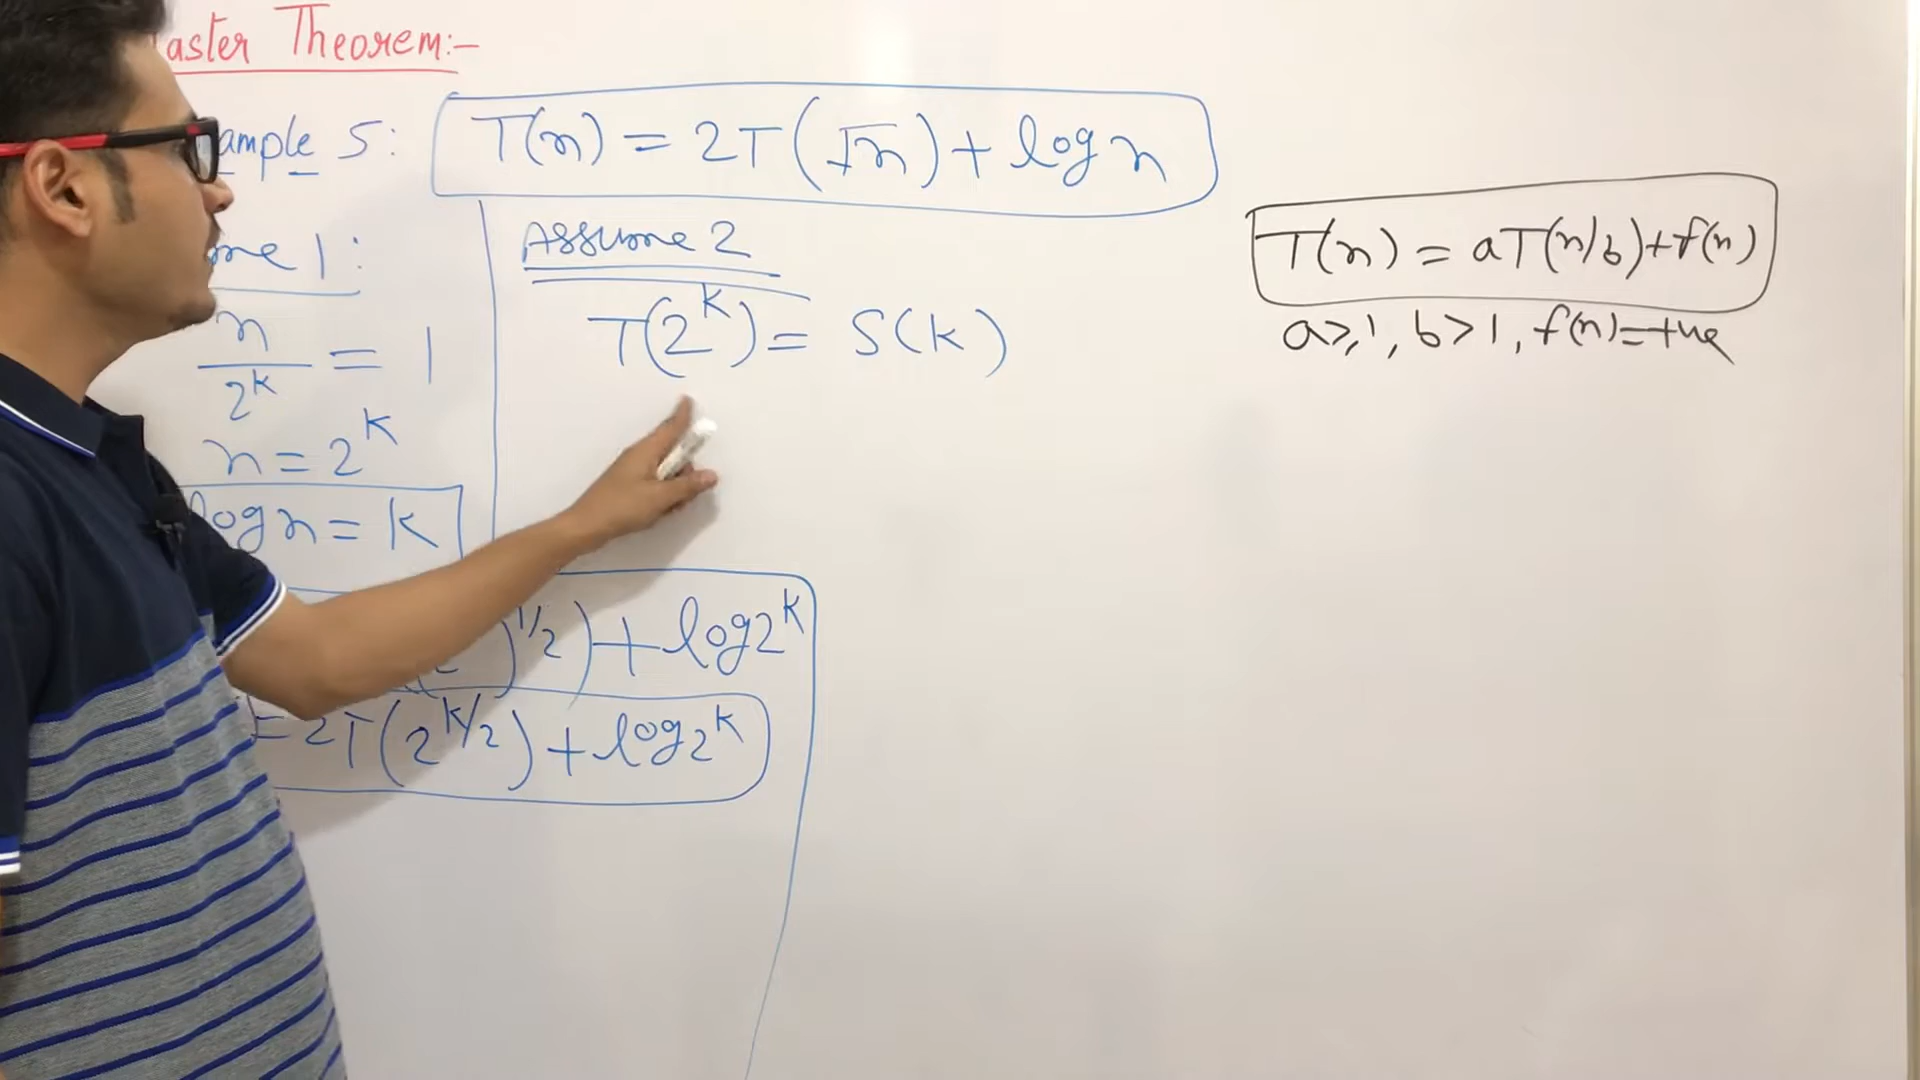 aster Theorem:-
ample 5: T(n) = 2T(√n) + log n
me 1:
n/2^k = 1
n = 2^k
log n = k
Assume 2
T(2^k) = S(k)
)^1/2) + log2^k
= 2T(2^k/2) + log2^k
T(n) = aT(n/b) + f(n)
a≥1, b>1, f(n)=+ve